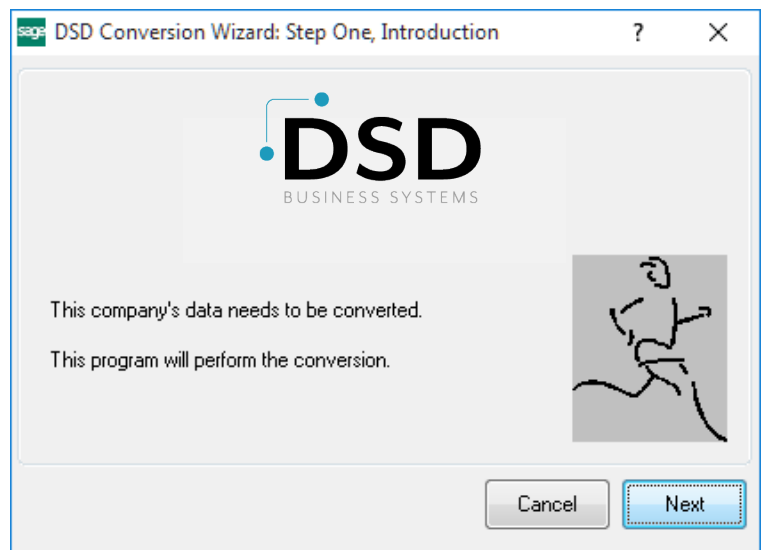 sage DSD Conversion Wizard: Step One, Introduction ?
DSD
BUSINESS SYSTEMS
This company's data needs to be converted.
This program will perform the conversion.
Cancel Next